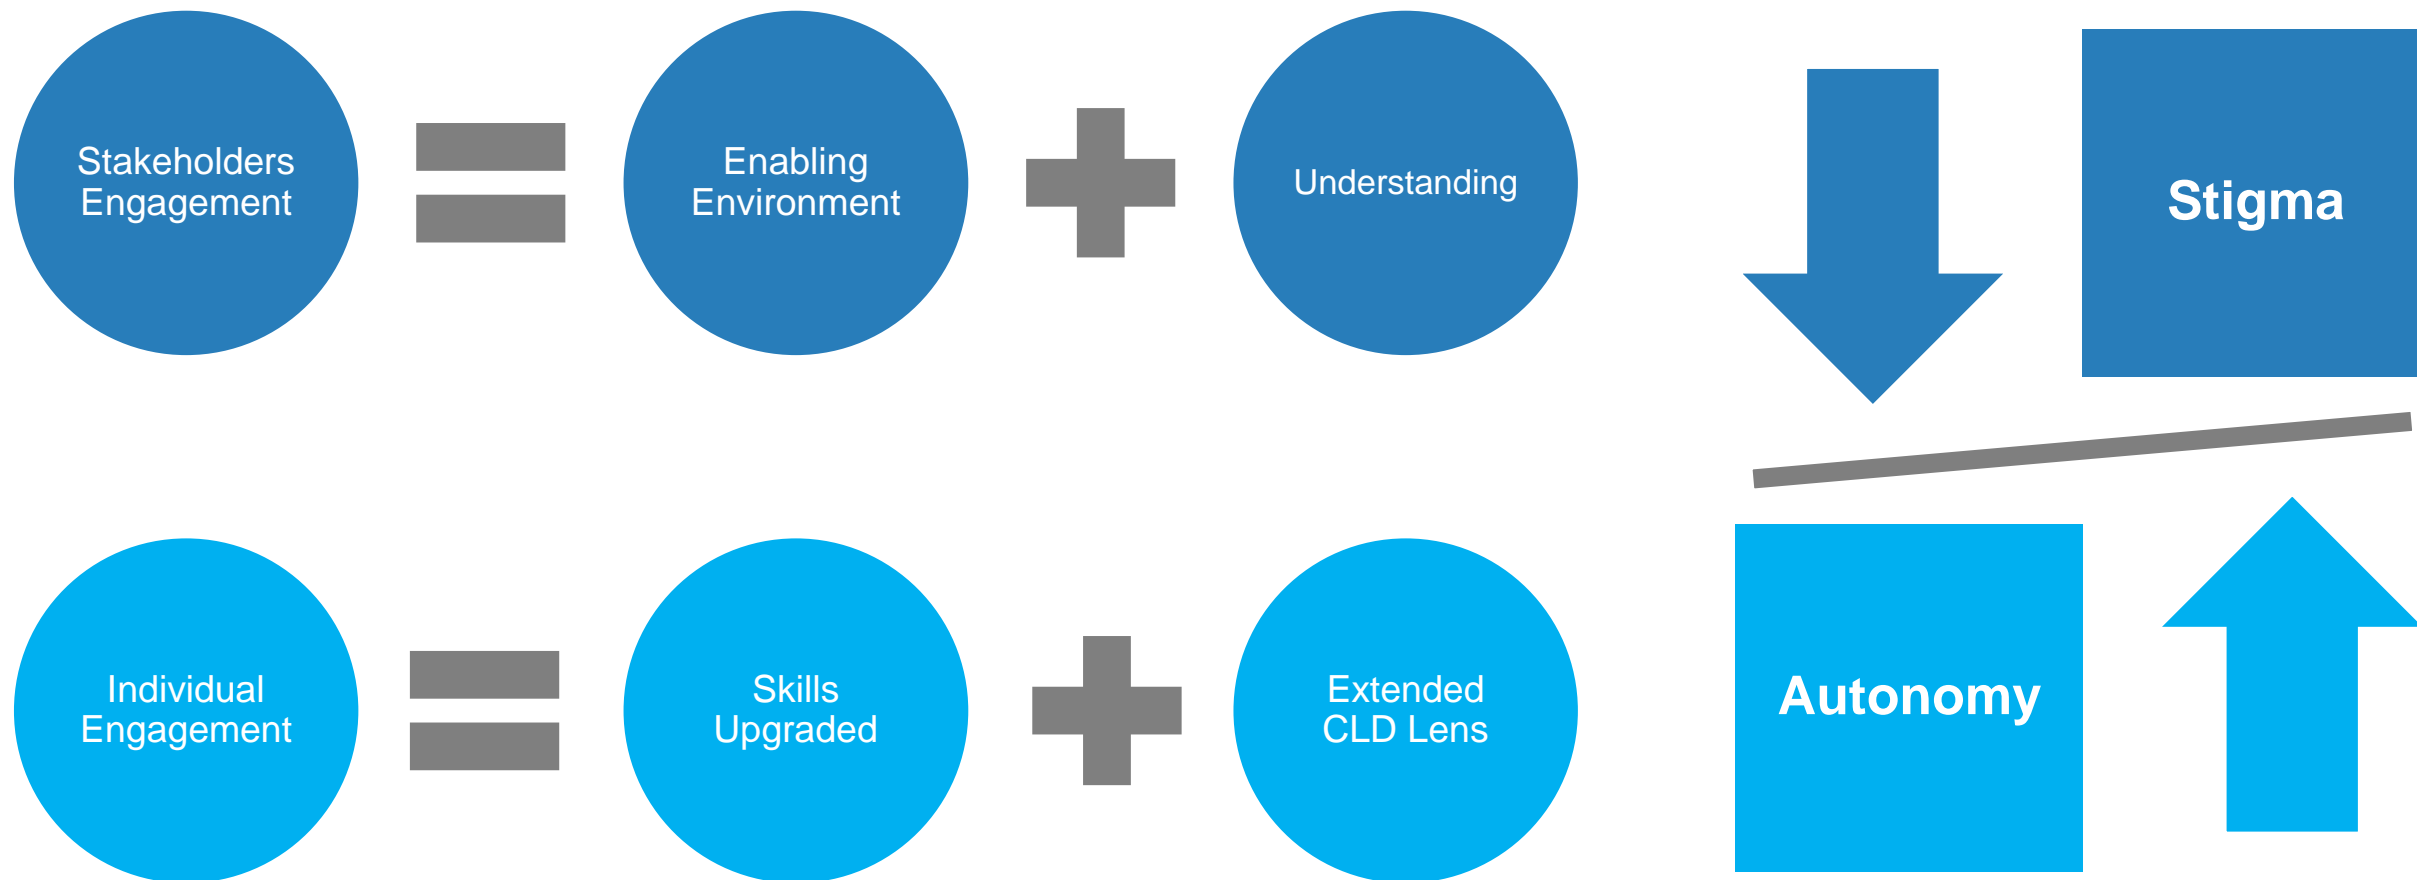 Stakeholders
Engagement
Enabling
Environment
Understanding
Stigma
Individual
Engagement
Skills
Upgraded
Extended
CLD Lens
Autonomy